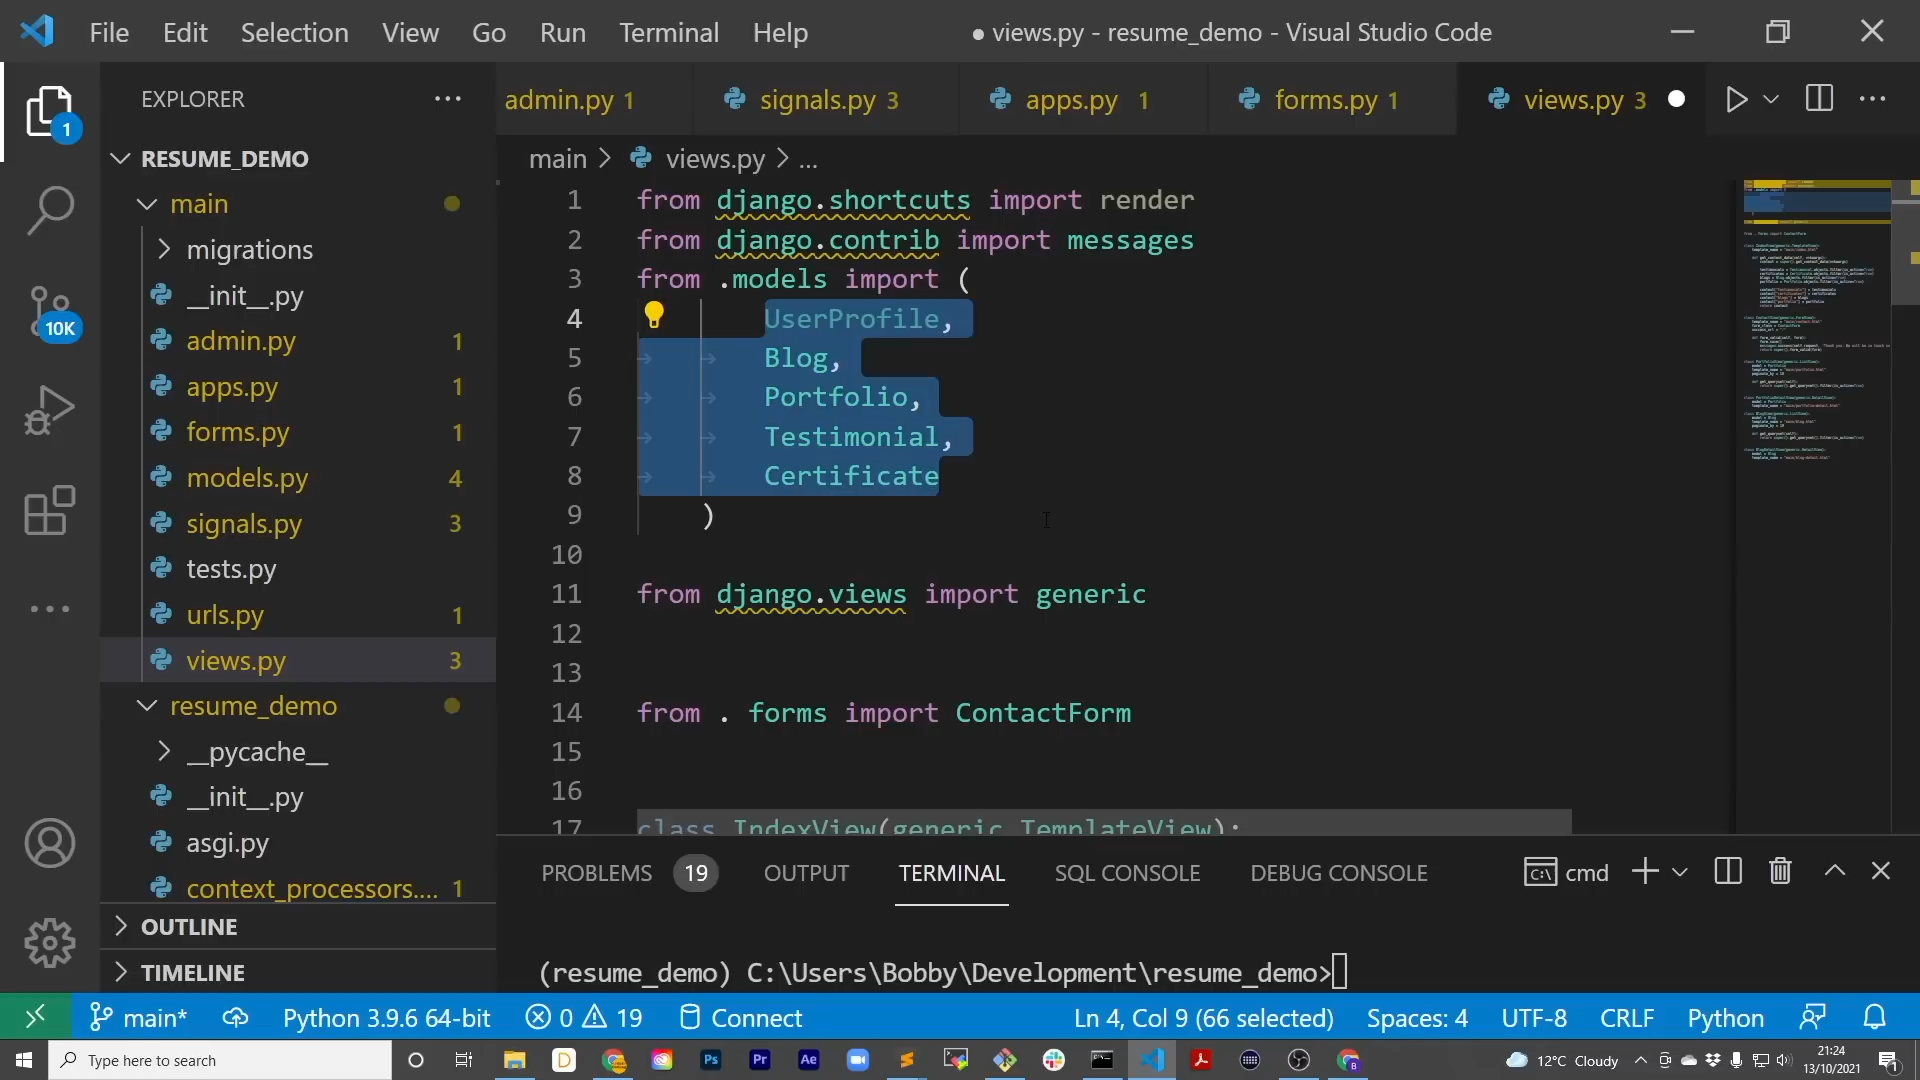 File Edit Selection View Go Run Terminal Help
● views.py - resume_demo - Visual Studio Code
EXPLORER ...
admin.py 1 signals.py 3 apps.py 1 forms.py 1 views.py 3
1
RESUME_DEMO
main
migrations
__init__.py
admin.py 1
apps.py 1
forms.py 1
models.py 4
signals.py 3
tests.py
urls.py 1
views.py 3
resume_demo
__pycache__
__init__.py
asgi.py
context_processors.... 1
OUTLINE
TIMELINE
10K
main > views.py > ...
1 from django.shortcuts import render
2 from django.contrib import messages
3 from .models import (
4 UserProfile,
5 Blog,
6 Portfolio,
7 Testimonial,
8 Certificate
9 )
10
11 from django.views import generic
12
13
14 from . forms import ContactForm
15
16
17 class IndexView(generic.TemplateView):
PROBLEMS 19 OUTPUT TERMINAL SQL CONSOLE DEBUG CONSOLE cmd
(resume_demo) C:\Users\Bobby\Development\resume_demo>
main* Python 3.9.6 64-bit 0 19 Connect Ln 4, Col 9 (66 selected) Spaces: 4 UTF-8 CRLF Python
Type here to search D Ps Pr Ae B 12°C Cloudy 21:24
13/10/2021 1